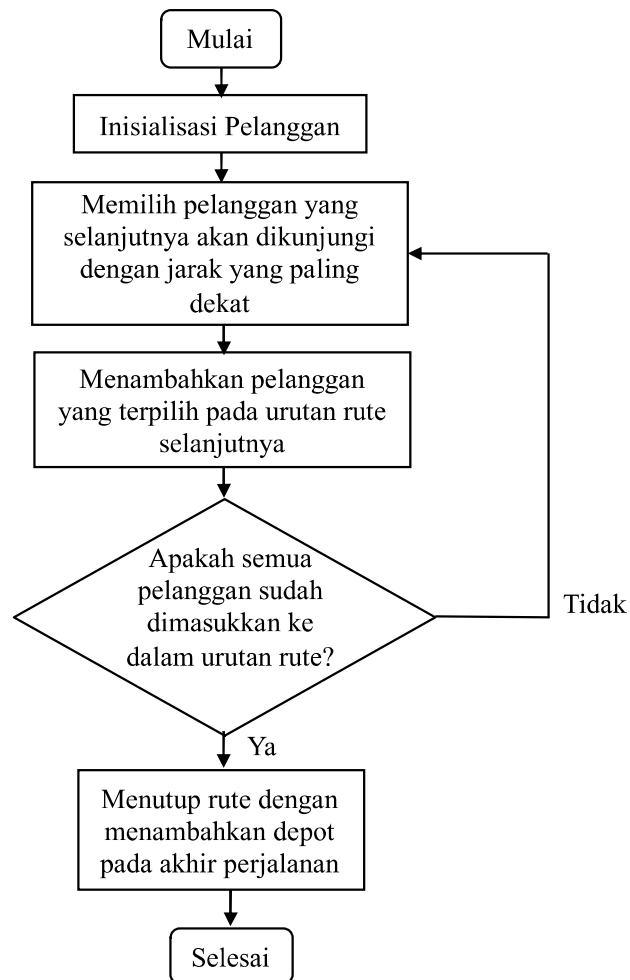 Mulai
Inisialisasi Pelanggan
Memilih pelanggan yang
selanjutnya akan dikunjungi
dengan jarak yang paling
dekat
Menambahkan pelanggan
yang terpilih pada urutan rute
selanjutnya
Apakah semua
pelanggan sudah
dimasukkan ke
dalam urutan rute?
Tidak
Ya
Menutup rute dengan
menambahkan depot
pada akhir perjalanan
Selesai